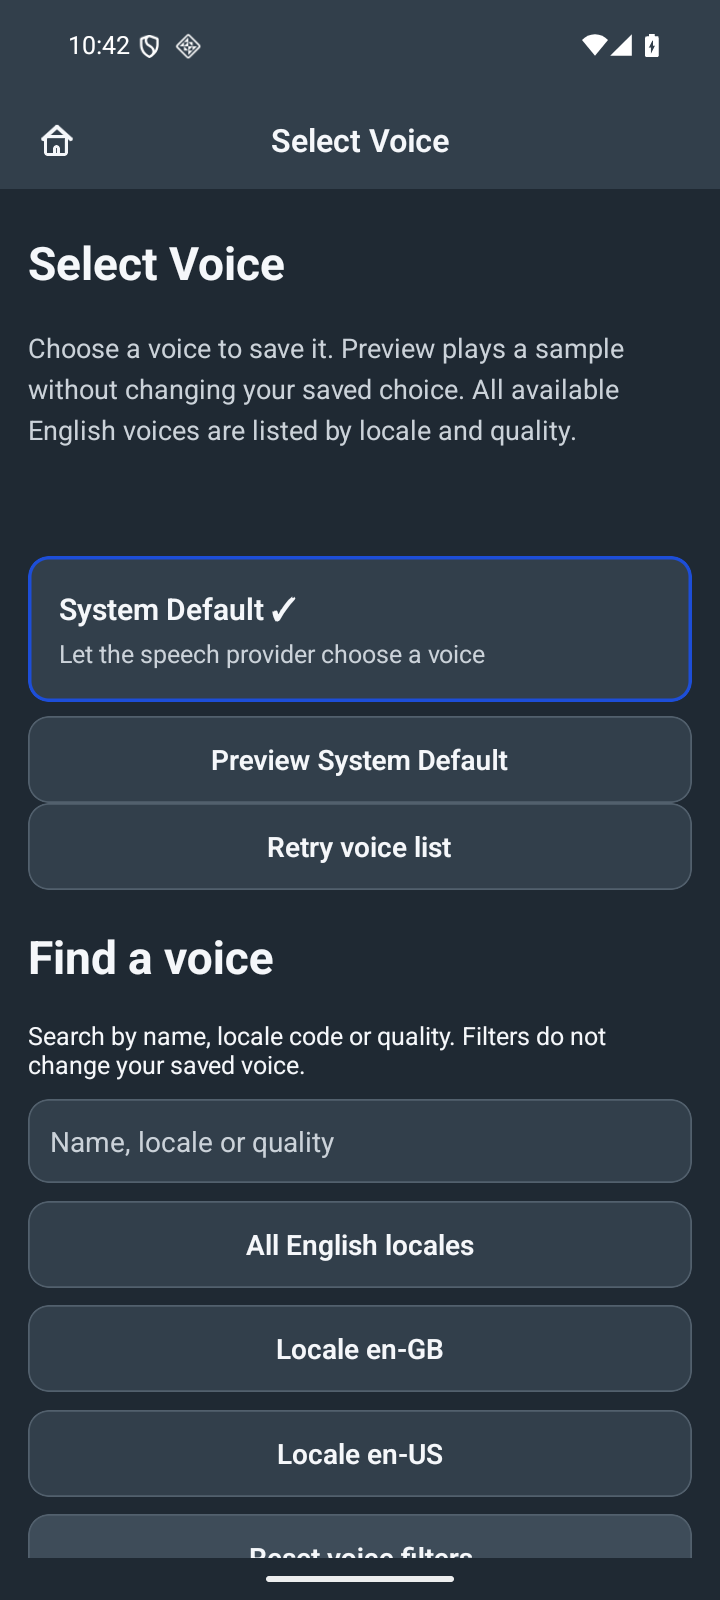 10:42
Select Voice
Select Voice
Choose a voice to save it. Preview plays a sample
without changing your saved choice. All available
English voices are listed by locale and quality.
System Default ✓
Let the speech provider choose a voice
Preview System Default
Retry voice list
Find a voice
Search by name, locale code or quality. Filters do not
change your saved voice.
Name, locale or quality
All English locales
Locale en-GB
Locale en-US
Reset voice filters